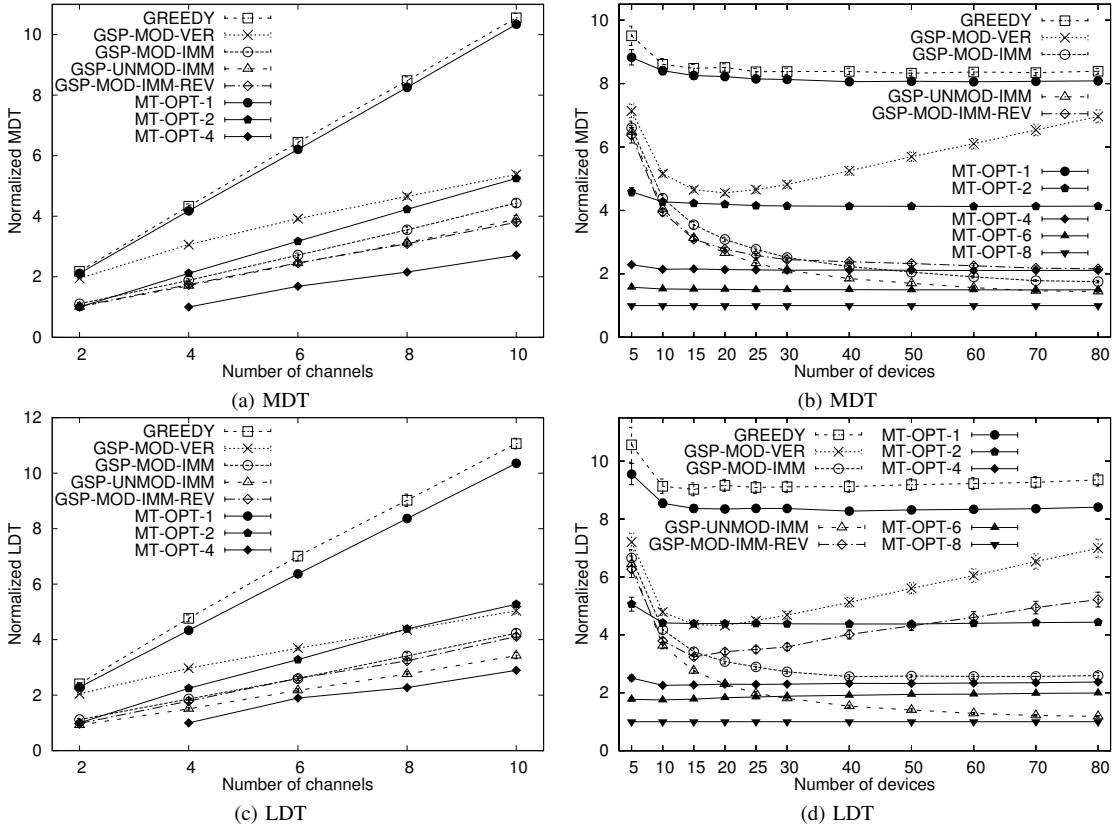 Normalized MDT
0
2
4
6
8
10
GREEDY
GSP-MOD-VER
GSP-MOD-IMM
GSP-UNMOD-IMM
GSP-MOD-IMM-REV
MT-OPT-1
MT-OPT-2
MT-OPT-4
2 4 6 8 10
Number of channels
(a) MDT
Normalized MDT
0
2
4
6
8
10
GREEDY
GSP-MOD-VER
GSP-MOD-IMM
GSP-UNMOD-IMM
GSP-MOD-IMM-REV
MT-OPT-1
MT-OPT-2
MT-OPT-4
MT-OPT-6
MT-OPT-8
5 10 15 20 25 30 40 50 60 70 80
Number of devices
(b) MDT
Normalized LDT
0
2
4
6
8
10
12
GREEDY
GSP-MOD-VER
GSP-MOD-IMM
GSP-UNMOD-IMM
GSP-MOD-IMM-REV
MT-OPT-1
MT-OPT-2
MT-OPT-4
2 4 6 8 10
Number of channels
(c) LDT
Normalized LDT
0
2
4
6
8
10
GREEDY
GSP-MOD-VER
GSP-MOD-IMM
GSP-UNMOD-IMM
GSP-MOD-IMM-REV
MT-OPT-1
MT-OPT-2
MT-OPT-4
MT-OPT-6
MT-OPT-8
5 10 15 20 25 30 40 50 60 70 80
Number of devices
(d) LDT